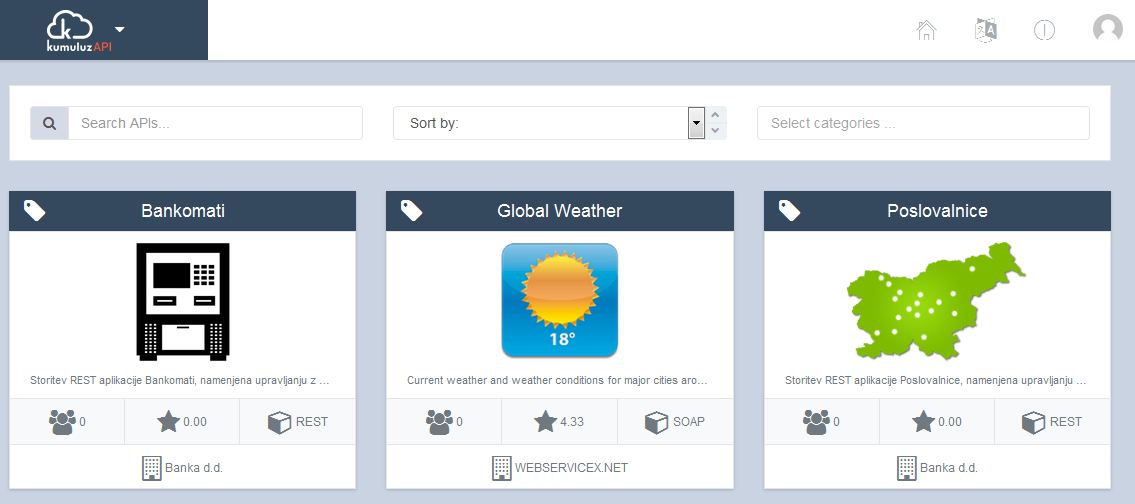 kumuluzAPI
Search APIs...
Sort by:
Select categories ...
Bankomati
Global Weather
Poslovalnice
18°
Storitev REST aplikacije Bankomati, namenjena upravljanju z ...
Current weather and weather conditions for major cities aro...
Storitev REST aplikacije Poslovalnice, namenjena upravljanju ...
0
0.00
REST
0
4.33
SOAP
0
0.00
REST
Banka d.d.
WEBSERVICEX.NET
Banka d.d.